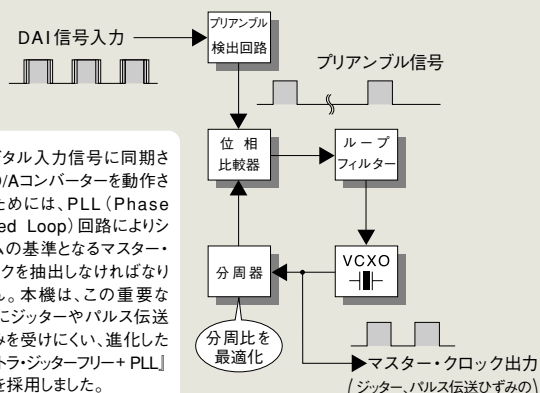 DAI信号入力
プリアンブル
検出回路
プリアンブル信号
位 相
比較器
ループ
フィルター
分周器
VCXO
分周比を
最適化
マスター・クロック出力
(ジッター、パルス伝送ひずみの)
ジタル入力信号に同期さ
D/Aコンバーターを動作さ
ためには、PLL(Phase
ed Loop)回路によりシ
ムの基準となるマスター・
クを抽出しなければなり
ん。本機は、この重要な
にジッターやパルス伝送
みを受けにくい、進化した
トラ・ジッターフリー+PLL』
を採用しました。